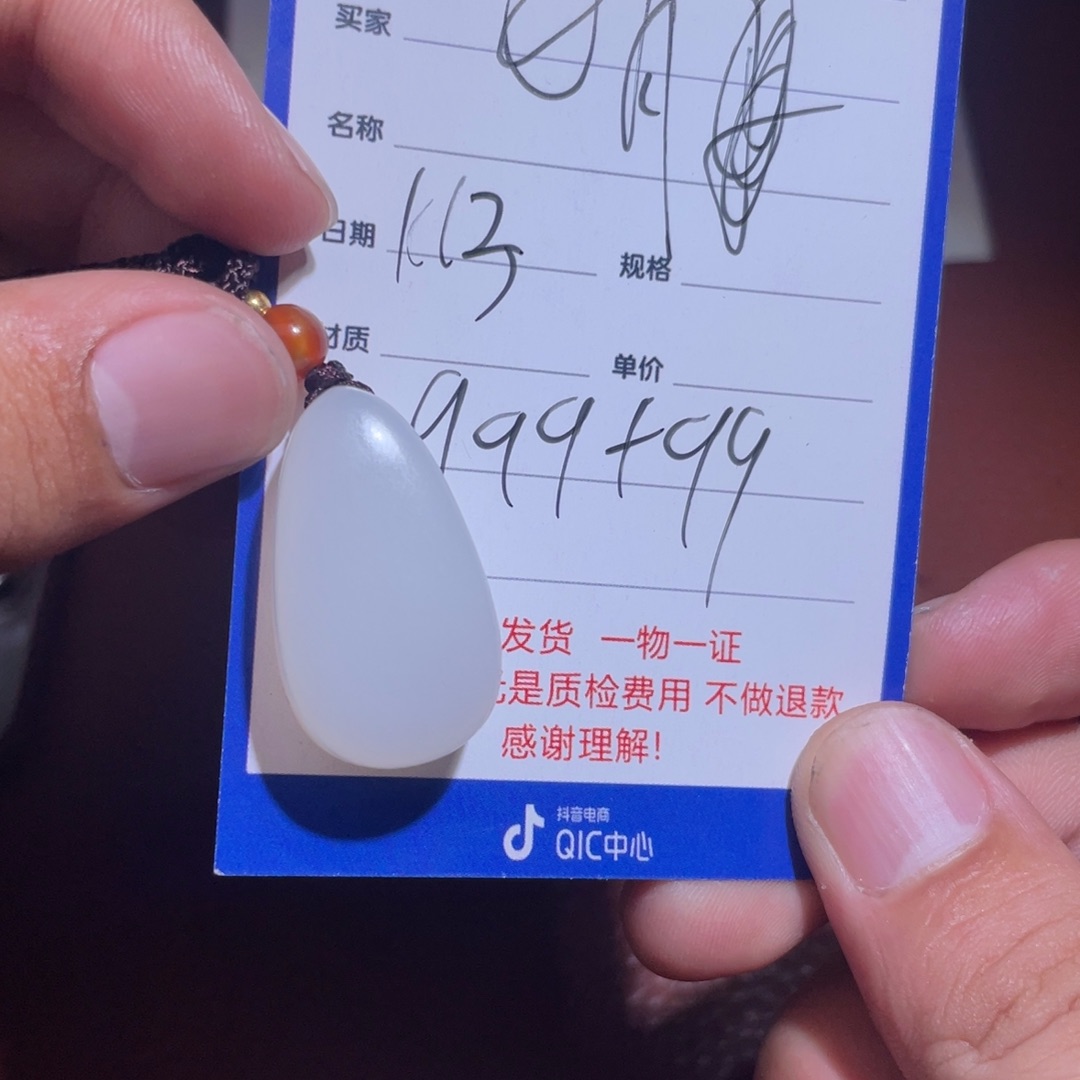 买家
名称
日期 规格
材质 单价
999+99
发货 一物一证
是质检费用 不做退款
感谢理解!
抖音电商
QIC中心